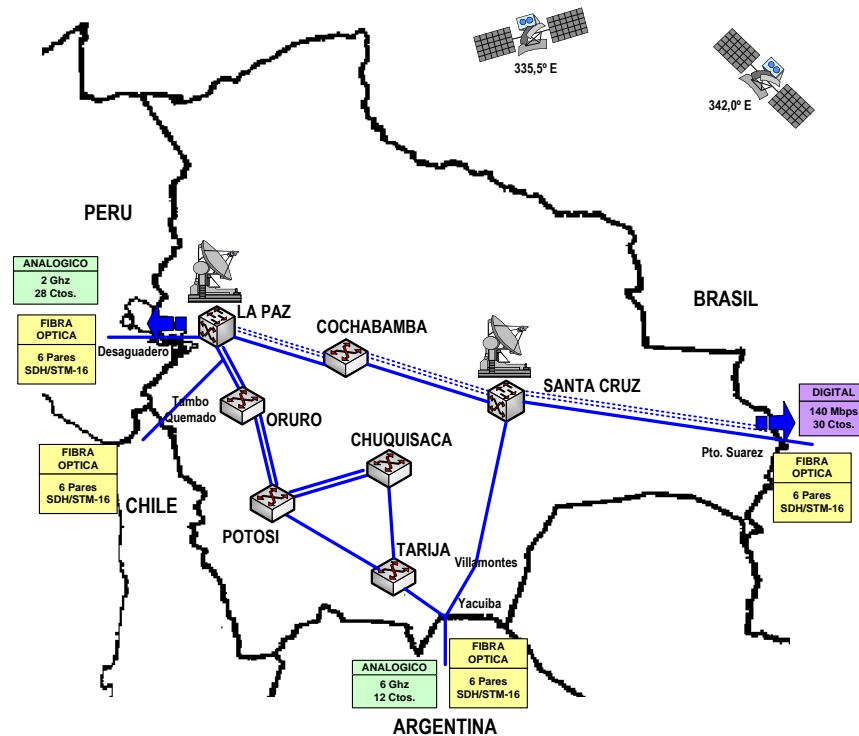 335,5º E
342,0º E
PERU
ANALOGICO
2 Ghz
28 Ctos.
BRASIL
LA PAZ
COCHABAMBA
FIBRA
OPTICA
6 Pares
SDH/STM-16
Desaguadero
SANTA CRUZ
DIGITAL
140 Mbps
30 Ctos.
Tambo
Quemado
ORURO
CHUQUISACA
Pto. Suarez
FIBRA
OPTICA
6 Pares
SDH/STM-16
FIBRA
OPTICA
6 Pares
SDH/STM-16
CHILE
POTOSI
TARIJA
Villamontes
Yacuiba
ANALOGICO
6 Ghz
12 Ctos.
FIBRA
OPTICA
6 Pares
SDH/STM-16
ARGENTINA